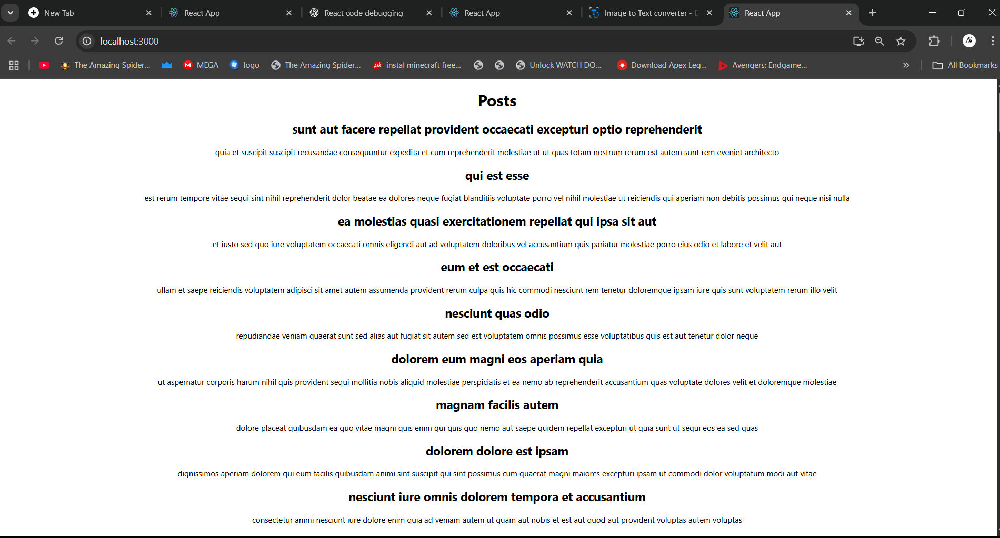 New Tab
React App
React code debugging
React App
Image to Text converter - E
React App
localhost:3000
The Amazing Spider...
MEGA
logo
The Amazing Spider...
Ask
instal minecraft free...
Unlock WATCH DO...
Download Apex Leg...
Avengers: Endgame...
All Bookmarks
Posts
sunt aut facere repellat provident occaecati excepturi optio reprehenderit
quia et suscipit suscipit recusandae consequuntur expedita et cum reprehenderit molestiae ut ut quas totam nostrum rerum est autem sunt rem eveniet architecto
qui est esse
est rerum tempore vitae sequi sint nihil reprehenderit dolor beatae ea dolores neque fugiat blanditiis voluptate porro vel nihil molestiae ut reiciendis qui aperiam non debitis possimus qui neque nisi nulla
ea molestias quasi exercitationem repellat qui ipsa sit aut
et iusto sed quo iure voluptatem occaecati omnis eligendi aut ad voluptatem doloribus vel accusantium quis pariatur molestiae porro eius odio et labore et velit aut
eum et est occaecati
ullam et saepe reiciendis voluptatem adipisci sit amet autem assumenda provident rerum culpa quis hic commodi nesciunt rem tenetur doloremque ipsam iure quis sunt voluptatem rerum illo velit
nesciunt quas odio
repudiandae veniam quaerat sunt sed alias aut fugiat sit autem sed est voluptatem omnis possimus esse voluptatibus quis est aut tenetur dolor neque
dolorem eum magni eos aperiam quia
ut aspernatur corporis harum nihil quis provident sequi mollitia nobis aliquid molestiae perspiciatis et ea nemo ab reprehenderit accusantium quas voluptate dolores velit et doloremque molestiae
magnam facilis autem
dolore placeat quibusdam ea quo vitae magni quis enim qui quis quo nemo aut saepe quidem repellat excepturi ut quia sunt ut sequi eos ea sed quas
dolorem dolore est ipsam
dignissimos aperiam dolorem qui eum facilis quibusdam animi sint suscipit qui sint possimus cum quaerat magni maiores excepturi ipsam ut commodi dolor voluptatum modi aut vitae
nesciunt iure omnis dolorem tempora et accusantium
consectetur animi nesciunt iure dolore enim quia ad veniam autem ut quam aut nobis et est aut quod aut provident voluptas autem voluptas